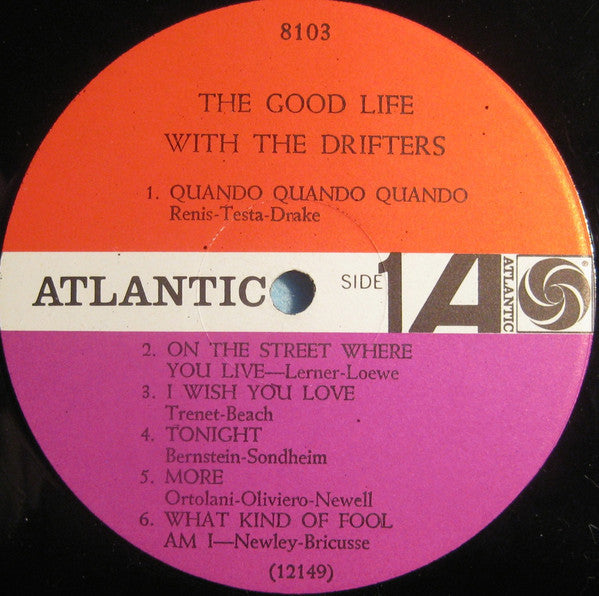 8103
THE GOOD LIFE
WITH THE DRIFTERS
1. QUANDO QUANDO QUANDO
Renis-Testa-Drake
ATLANTIC
SIDE 1
A
ATLANTIC
®
2. ON THE STREET WHERE
YOU LIVE—Lerner-Loewe
3. I WISH YOU LOVE
Trenet-Beach
4. TONIGHT
Bernstein-Sondheim
5. MORE
Ortolani-Oliviero-Newell
6. WHAT KIND OF FOOL
AM I—Newley-Bricusse
(12149)